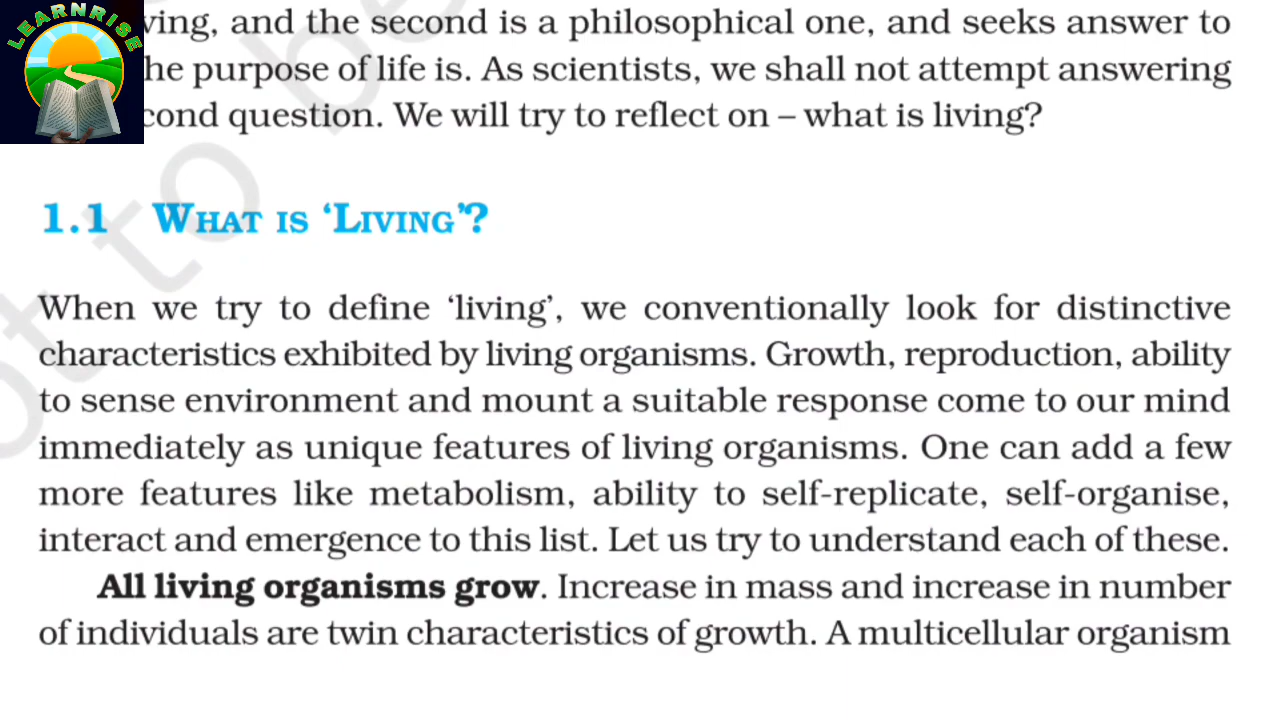 LEARNRISE
ving, and the second is a philosophical one, and seeks answer to
he purpose of life is. As scientists, we shall not attempt answering
cond question. We will try to reflect on – what is living?
1.1 WHAT IS ‘LIVING’?
When we try to define ‘living’, we conventionally look for distinctive
characteristics exhibited by living organisms. Growth, reproduction, ability
to sense environment and mount a suitable response come to our mind
immediately as unique features of living organisms. One can add a few
more features like metabolism, ability to self-replicate, self-organise,
interact and emergence to this list. Let us try to understand each of these.
All living organisms grow. Increase in mass and increase in number
of individuals are twin characteristics of growth. A multicellular organism